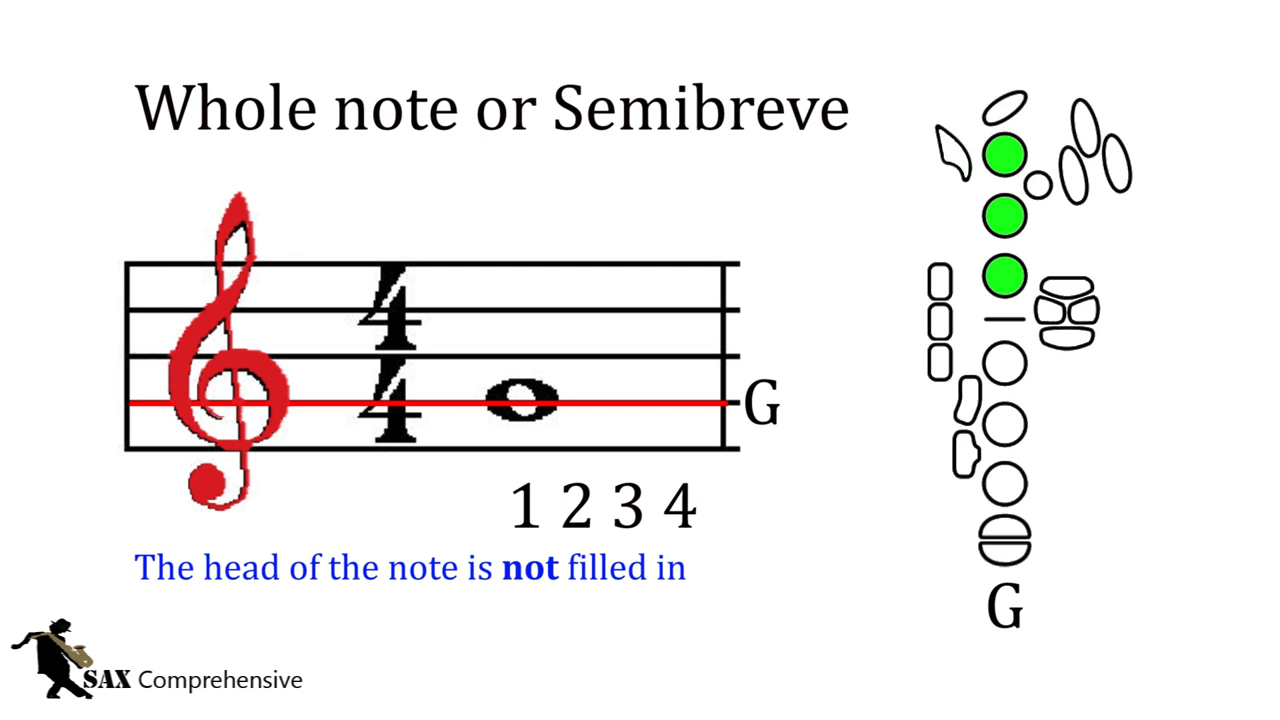 Whole note or Semibreve
4
4
G
1 2 3 4
The head of the note is not filled in
G
SAX Comprehensive